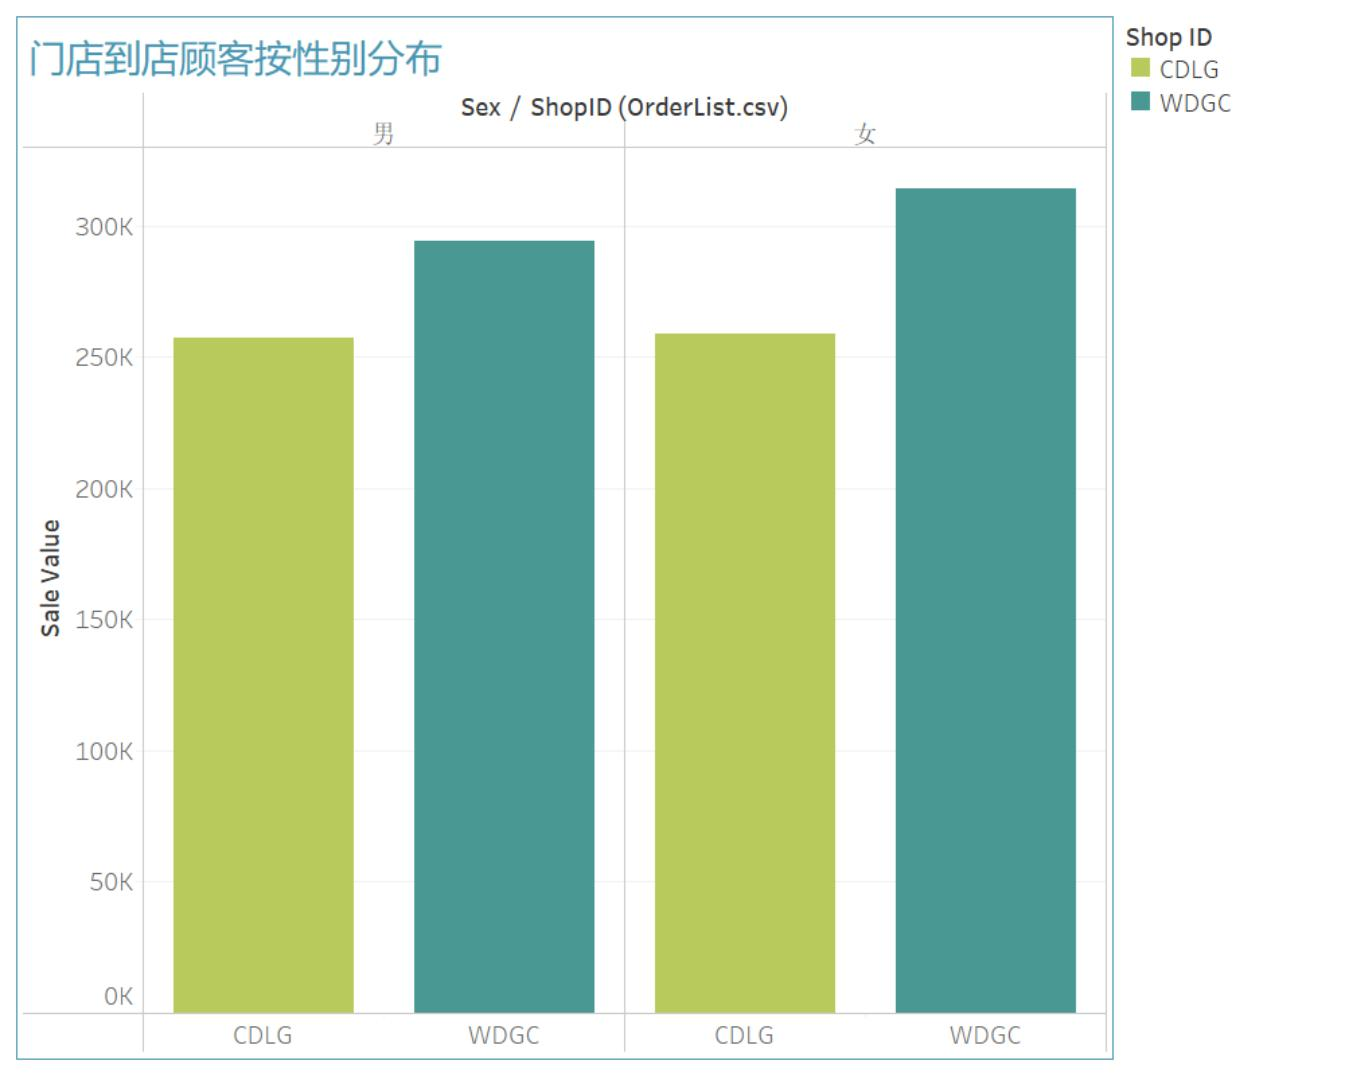 门店到店顾客按性别分布
Sex / ShopID (OrderList.csv)
男 女
300K
250K
200K
150K
100K
50K
0K
Sale Value
CDLG WDGC CDLG WDGC
Shop ID
CDLG
WDGC